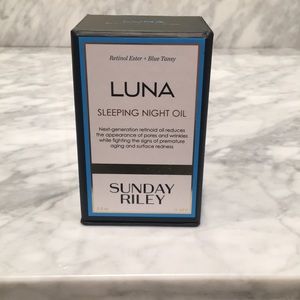 Retinol Ester + Blue Tansy
LUNA
SLEEPING NIGHT OIL
Next-generation retinoid oil reduces
the appearance of pores and wrinkles
while fighting the signs of premature
aging and surface redness
SUNDAY
RILEY